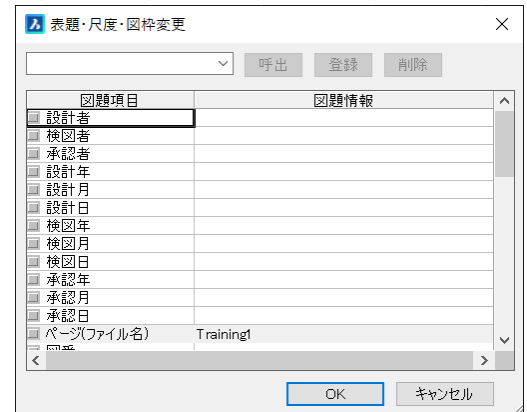 表題・尺度・図枠変更
呼出 登録 削除
図題項目 図題情報
設計者
検図者
承認者
設計年
設計月
設計日
検図年
検図月
検図日
承認年
承認月
承認日
ページ(ファイル名) Training1
図番
OK キャンセル